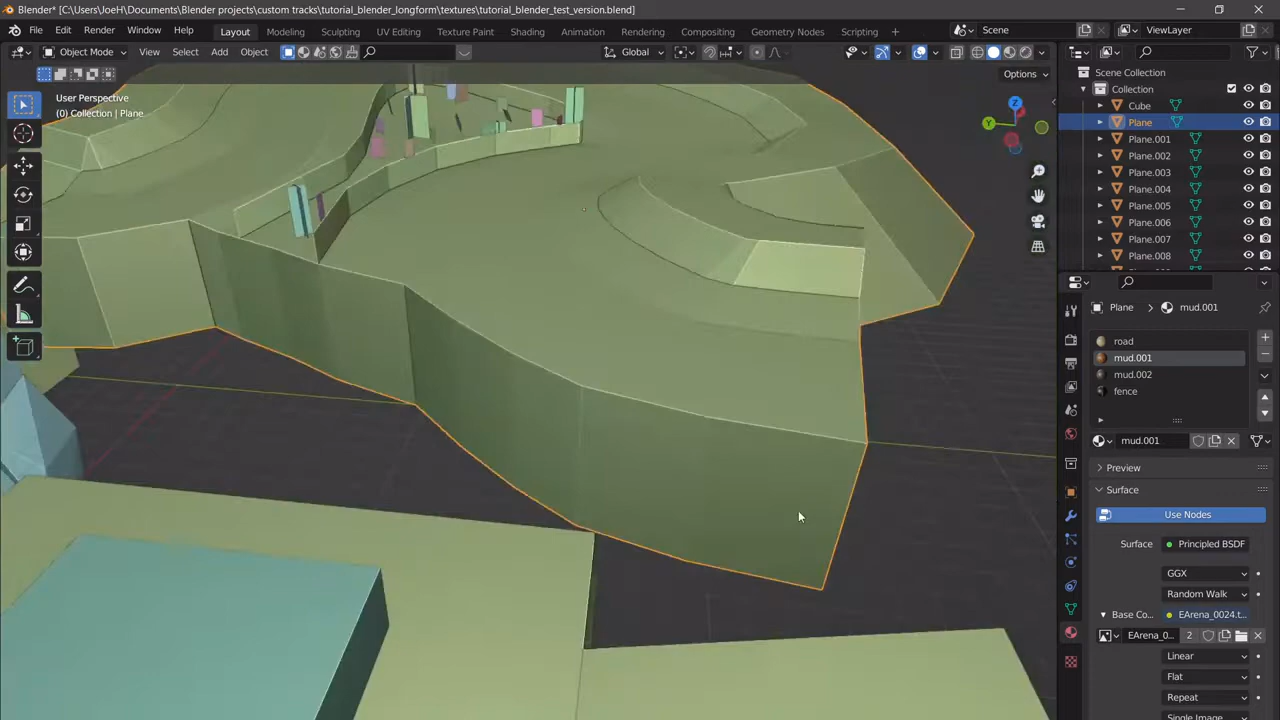 Blender* [C:\Users\JoeH\Documents\Blender projects\custom tracks\tutorial_blender_longform\textures\tutorial_blender_test_version.blend]
File Edit Render Window Help Layout Modeling Sculpting UV Editing Texture Paint Shading Animation Rendering Compositing Geometry Nodes Scripting + Scene ViewLayer
Object Mode View Select Add Object Global
Options
User Perspective
(0) Collection | Plane
Z
Y
Scene Collection
Collection
Cube
Plane
Plane.001
Plane.002
Plane.003
Plane.004
Plane.005
Plane.006
Plane.007
Plane.008
Plane > mud.001
road
mud.001
mud.002
fence
mud.001
Preview
Surface
Use Nodes
Surface Principled BSDF
GGX
Random Walk
Base Co... EArena_0024.t...
EArena_0... 2
Linear
Flat
Repeat
Single Image